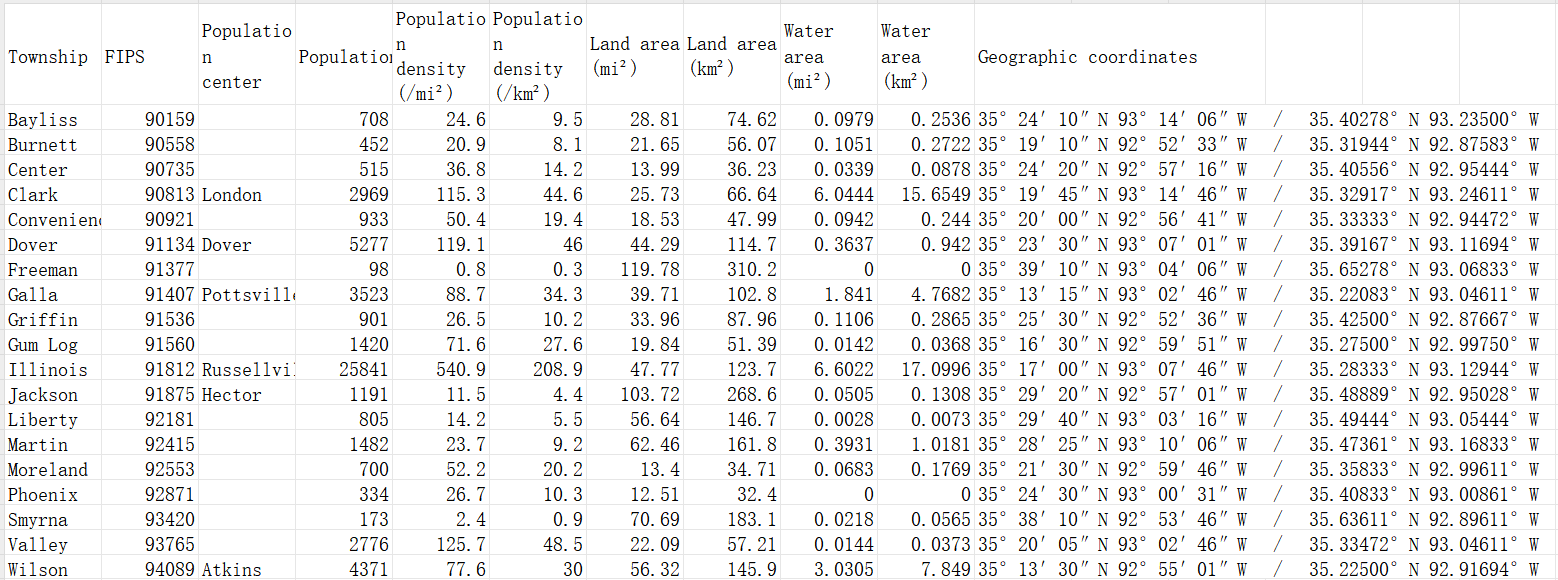 Township FIPS Populatio n center Population Populatio n density (/mi²) Populatio n density (/km²) Land area (mi²) Land area (km²) Water area (mi²) Water area (km²) Geographic coordinates
Bayliss 90159 708 24.6 9.5 28.81 74.62 0.0979 0.2536 35° 24′ 10″ N 93° 14′ 06″ W / 35.40278° N 93.23500° W
Burnett 90558 452 20.9 8.1 21.65 56.07 0.1051 0.2722 35° 19′ 10″ N 92° 52′ 33″ W / 35.31944° N 92.87583° W
Center 90735 515 36.8 14.2 13.99 36.23 0.0339 0.0878 35° 24′ 20″ N 92° 57′ 16″ W / 35.40556° N 92.95444° W
Clark 90813 London 2969 115.3 44.6 25.73 66.64 6.0444 15.6549 35° 19′ 45″ N 93° 14′ 46″ W / 35.32917° N 93.24611° W
Convenienc 90921 933 50.4 19.4 18.53 47.99 0.0942 0.244 35° 20′ 00″ N 92° 56′ 41″ W / 35.33333° N 92.94472° W
Dover 91134 Dover 5277 119.1 46 44.29 114.7 0.3637 0.942 35° 23′ 30″ N 93° 07′ 01″ W / 35.39167° N 93.11694° W
Freeman 91377 98 0.8 0.3 119.78 310.2 0 0 35° 39′ 10″ N 93° 04′ 06″ W / 35.65278° N 93.06833° W
Galla 91407 Pottsville 3523 88.7 34.3 39.71 102.8 1.841 4.7682 35° 13′ 15″ N 93° 02′ 46″ W / 35.22083° N 93.04611° W
Griffin 91536 901 26.5 10.2 33.96 87.96 0.1106 0.2865 35° 25′ 30″ N 92° 52′ 36″ W / 35.42500° N 92.87667° W
Gum Log 91560 1420 71.6 27.6 19.84 51.39 0.0142 0.0368 35° 16′ 30″ N 92° 59′ 51″ W / 35.27500° N 92.99750° W
Illinois 91812 Russellvi 25841 540.9 208.9 47.77 123.7 6.6022 17.0996 35° 17′ 00″ N 93° 07′ 46″ W / 35.28333° N 93.12944° W
Jackson 91875 Hector 1191 11.5 4.4 103.72 268.6 0.0505 0.1308 35° 29′ 20″ N 92° 57′ 01″ W / 35.48889° N 92.95028° W
Liberty 92181 805 14.2 5.5 56.64 146.7 0.0028 0.0073 35° 29′ 40″ N 93° 03′ 16″ W / 35.49444° N 93.05444° W
Martin 92415 1482 23.7 9.2 62.46 161.8 0.3931 1.0181 35° 28′ 25″ N 93° 10′ 06″ W / 35.47361° N 93.16833° W
Moreland 92553 700 52.2 20.2 13.4 34.71 0.0683 0.1769 35° 21′ 30″ N 92° 59′ 46″ W / 35.35833° N 92.99611° W
Phoenix 92871 334 26.7 10.3 12.51 32.4 0 0 35° 24′ 30″ N 93° 00′ 31″ W / 35.40833° N 93.00861° W
Smyrna 93420 173 2.4 0.9 70.69 183.1 0.0218 0.0565 35° 38′ 10″ N 92° 53′ 46″ W / 35.63611° N 92.89611° W
Valley 93765 2776 125.7 48.5 22.09 57.21 0.0144 0.0373 35° 20′ 05″ N 93° 02′ 46″ W / 35.33472° N 93.04611° W
Wilson 94089 Atkins 4371 77.6 30 56.32 145.9 3.0305 7.849 35° 13′ 30″ N 92° 55′ 01″ W / 35.22500° N 92.91694° W